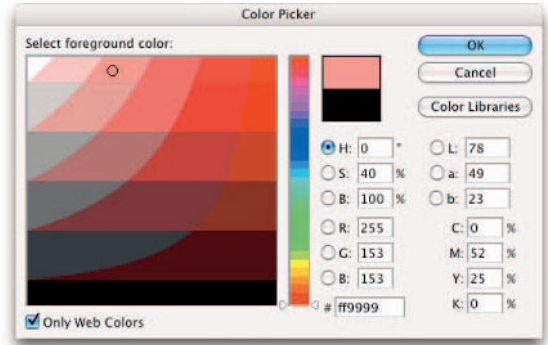 Color Picker
Select foreground color:
OK
Cancel
Color Libraries
H: 0 °
S: 40 %
B: 100 %
R: 255
G: 153
B: 153
# ff9999
L: 78
a: 49
b: 23
C: 0 %
M: 52 %
Y: 25 %
K: 0 %
Only Web Colors